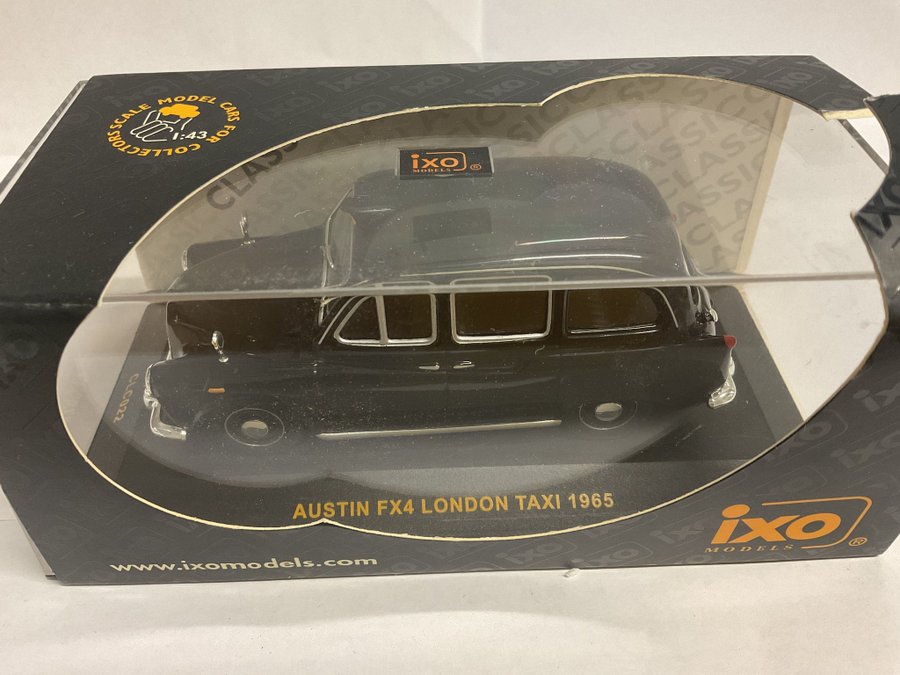 SCALE MODEL CARS FOR COLLECTORS
1:43
CLASS
CLASSIC
ixo ®
MODELS
CLC022
AUSTIN FX4 LONDON TAXI 1965
ixo ®
MODELS
www.ixomodels.com